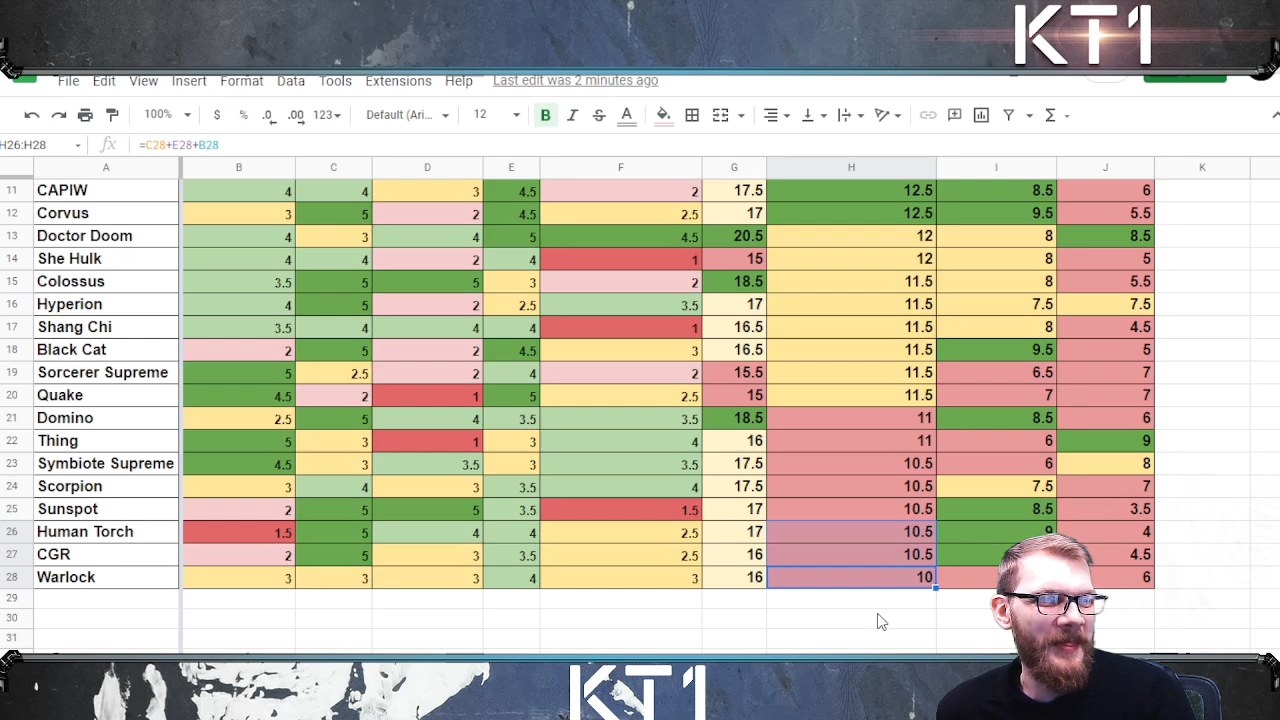 KT1
File Edit View Insert Format Data Tools Extensions Help Last edit was 2 minutes ago
100% $ % .0 .00 123 Default (Ari... 12 B I S A Σ
H26:H28 fx =C28+E28+B28
A B C D E F G H I J K
11 CAPIW 4 4 3 4.5 2 17.5 12.5 8.5 6
12 Corvus 3 5 2 4.5 2.5 17 12.5 9.5 5.5
13 Doctor Doom 4 3 4 5 4.5 20.5 12 8 8.5
14 She Hulk 4 4 2 4 1 15 12 8 5
15 Colossus 3.5 5 5 3 2 18.5 11.5 8 5.5
16 Hyperion 4 5 2 2.5 3.5 17 11.5 7.5 7.5
17 Shang Chi 3.5 4 4 4 1 16.5 11.5 8 4.5
18 Black Cat 2 5 2 4.5 3 16.5 11.5 9.5 5
19 Sorcerer Supreme 5 2.5 2 4 2 15.5 11.5 6.5 7
20 Quake 4.5 2 1 5 2.5 15 11.5 7 7
21 Domino 2.5 5 4 3.5 3.5 18.5 11 8.5 6
22 Thing 5 3 1 3 4 16 11 6 9
23 Symbiote Supreme 4.5 3 3.5 3 3.5 17.5 10.5 6 8
24 Scorpion 3 4 3 3.5 4 17.5 10.5 7.5 7
25 Sunspot 2 5 5 3.5 1.5 17 10.5 8.5 3.5
26 Human Torch 1.5 5 4 4 2.5 17 10.5 9 4
27 CGR 2 5 3 3.5 2.5 16 10.5 4.5
28 Warlock 3 3 3 4 3 16 10 6
29
30
31
KT1